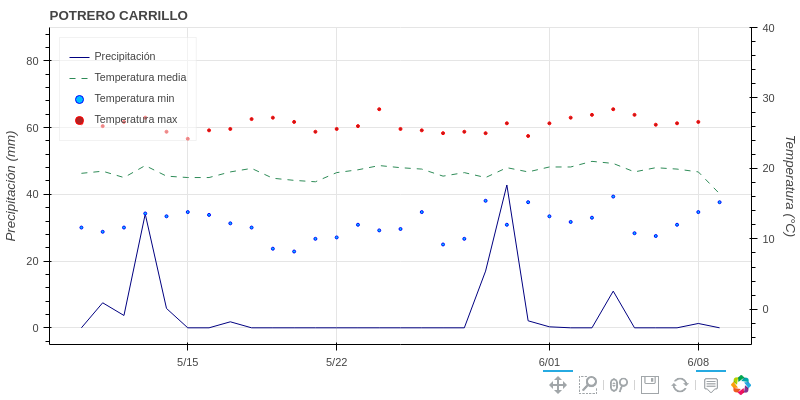 POTRERO CARRILLO
Precipitación
Temperatura media
Temperatura min
Temperatura max
Precipitación (mm)
80
60
40
20
0
Temperatura (°C)
40
30
20
10
0
5/15
5/22
6/01
6/08